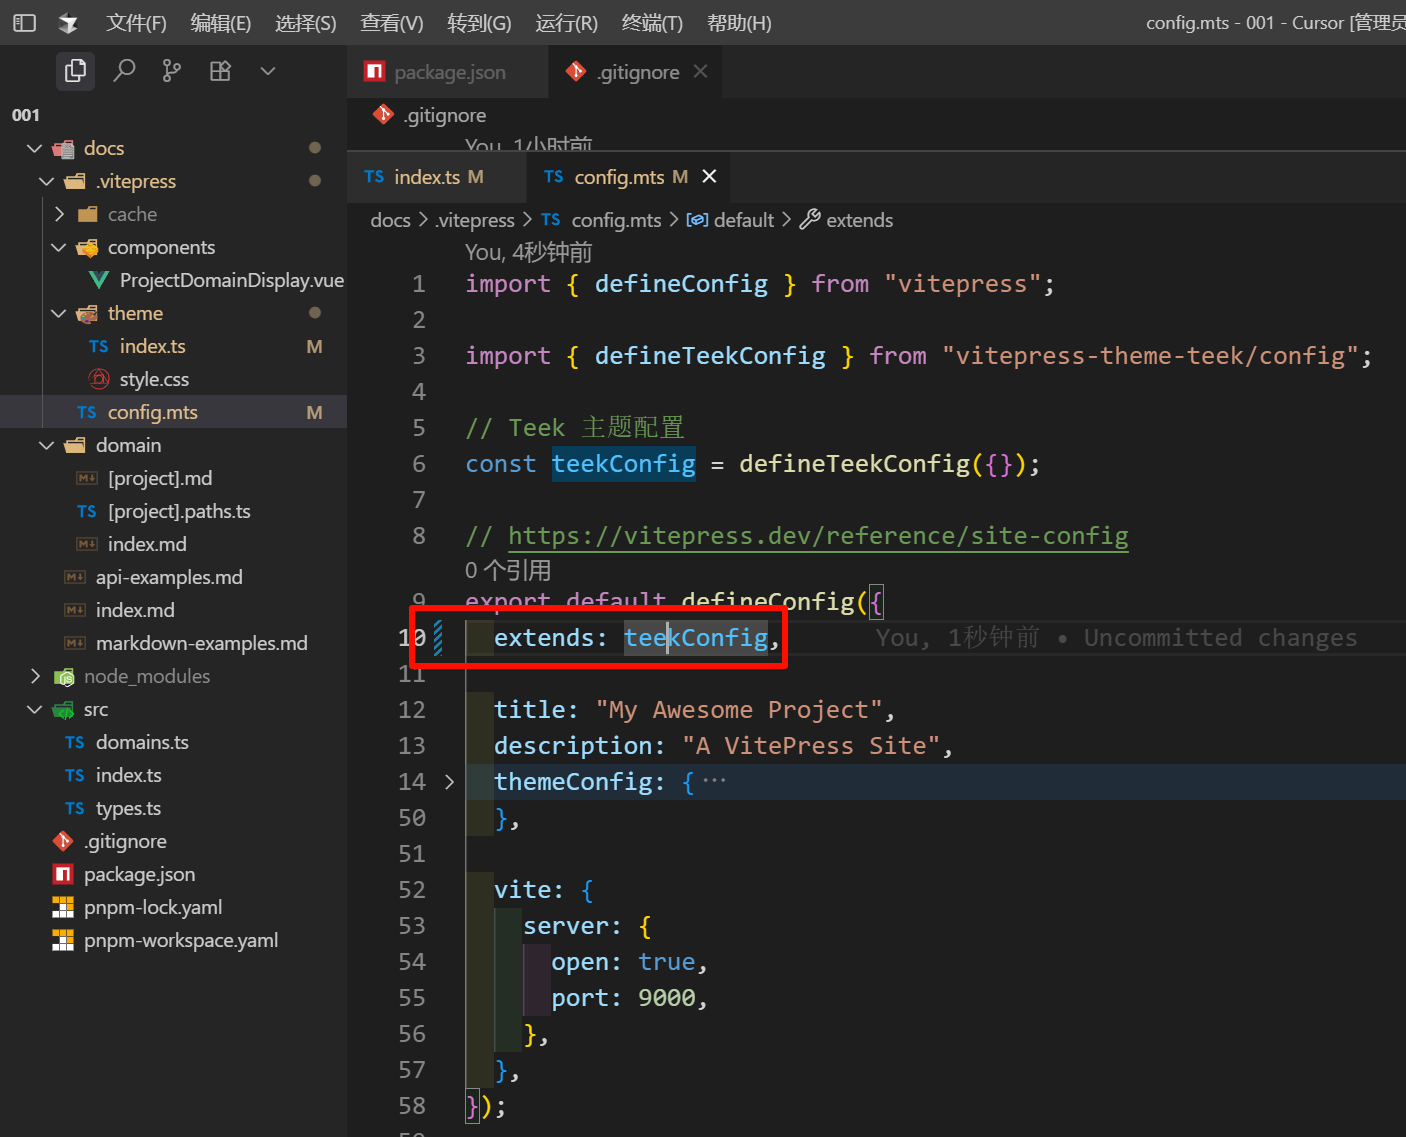 文件(F) 编辑(E) 选择(S) 查看(V) 转到(G) 运行(R) 终端(T) 帮助(H) config.mts - 001 - Cursor [管理员
001
docs
.vitepress
cache
components
ProjectDomainDisplay.vue
theme
index.ts M
style.css
config.mts M
domain
[project].md
[project].paths.ts
index.md
api-examples.md
index.md
markdown-examples.md
node_modules
src
domains.ts
index.ts
types.ts
.gitignore
package.json
pnpm-lock.yaml
pnpm-workspace.yaml
package.json .gitignore
.gitignore
You, 1小时前
TS index.ts M TS config.mts M
docs > .vitepress > TS config.mts > default > extends
You, 4秒钟前
1 import { defineConfig } from "vitepress";
2
3 import { defineTeekConfig } from "vitepress-theme-teek/config";
4
5 // Teek 主题配置
6 const teekConfig = defineTeekConfig({});
7
8 // https://vitepress.dev/reference/site-config
0 个引用
9 export default defineConfig({
10 extends: teekConfig, You, 1秒钟前 • Uncommitted changes
11
12 title: "My Awesome Project",
13 description: "A VitePress Site",
14 themeConfig: { ···
50 },
51
52 vite: {
53 server: {
54 open: true,
55 port: 9000,
56 },
57 },
58 });
59